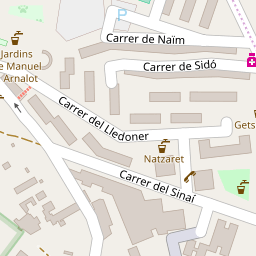 Carrer de Naïm
Jardins
de Manuel
Arnalot
Carrer de Sidó
Carrer del Lledoner
Gets
Natzaret
Carrer del Sinaí